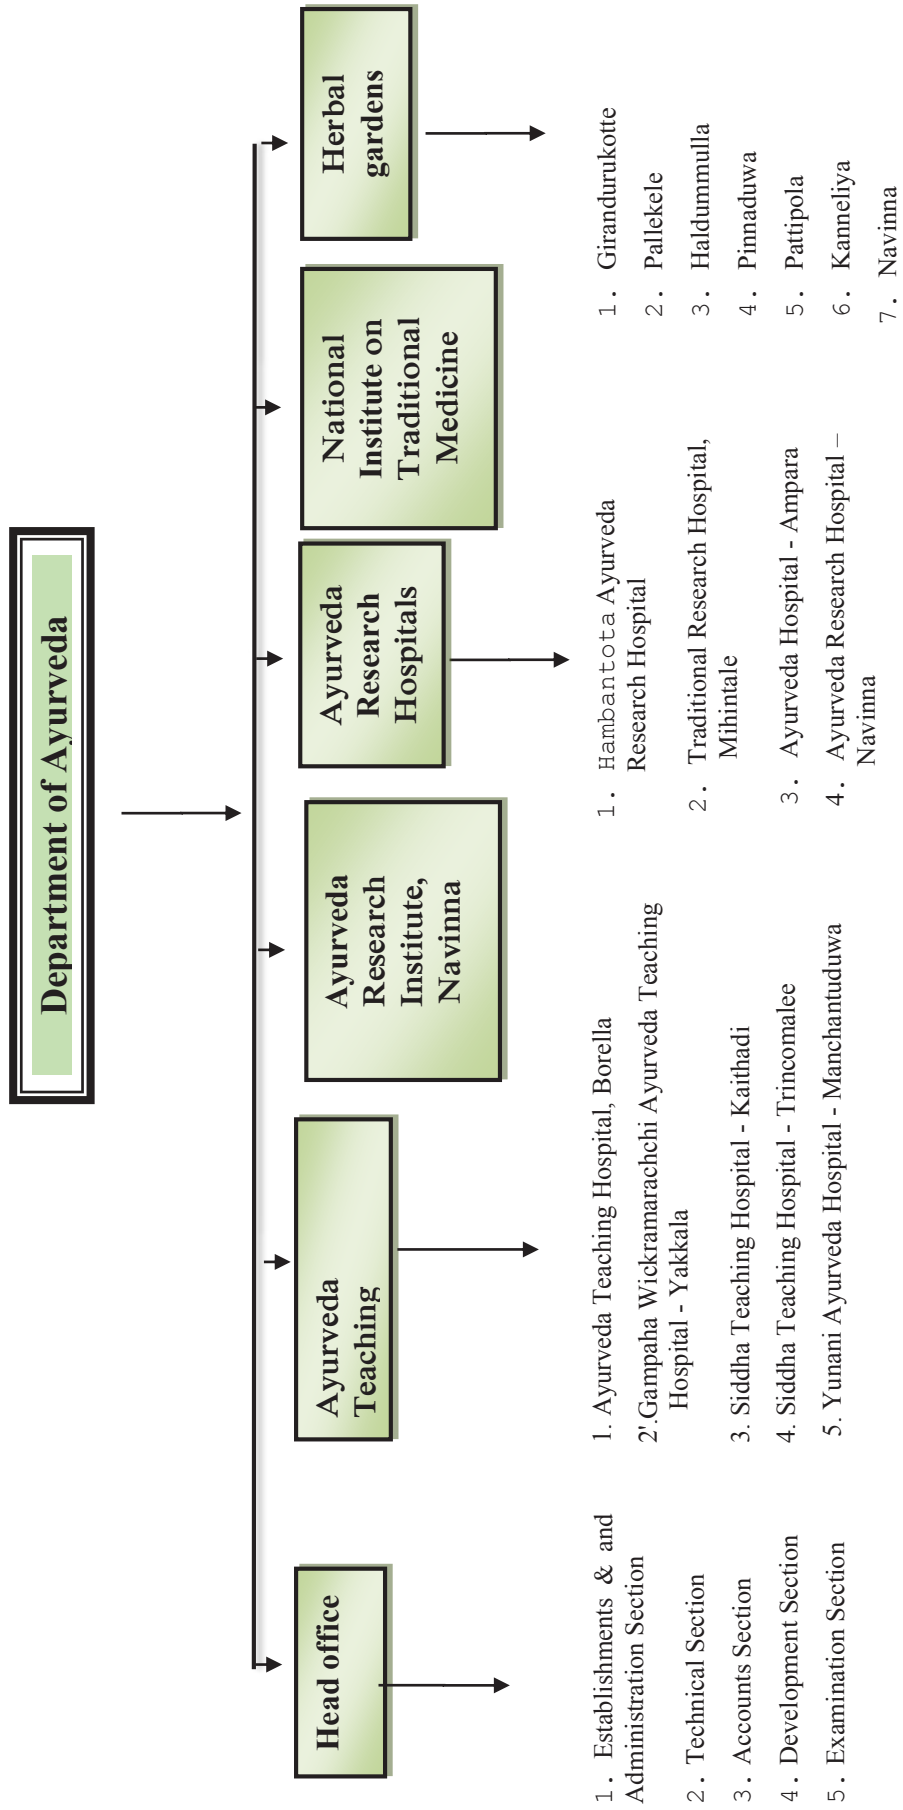 Department of Ayurveda
Head office
1. Establishments & and
Administration Section
2. Technical Section
3. Accounts Section
4. Development Section
5. Examination Section
Ayurveda
Teaching
1. Ayurveda Teaching Hospital, Borella
2'.Gampaha Wickramarachchi Ayurveda Teaching
Hospital - Yakkala
3. Siddha Teaching Hospital - Kaithadi
4. Siddha Teaching Hospital - Trincomalee
5. Yunani Ayurveda Hospital - Manchantuduwa
Ayurveda
Research
Institute,
Navinna
Ayurveda
Research
Hospitals
1. Hambantota Ayurveda
Research Hospital
2. Traditional Research Hospital,
Mihintale
3. Ayurveda Hospital - Ampara
4. Ayurveda Research Hospital –
Navinna
National
Institute on
Traditional
Medicine
Herbal
gardens
1. Girandurukotte
2. Pallekele
3. Haldummulla
4. Pinnaduwa
5. Pattipola
6. Kanneliya
7. Navinna